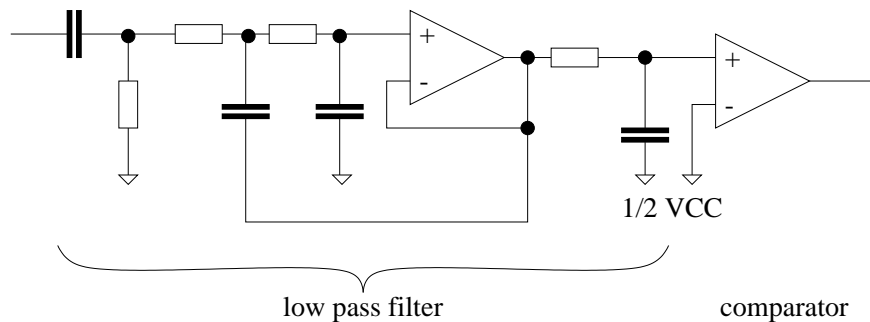 +
-
+
-
1/2 VCC
low pass filter
comparator